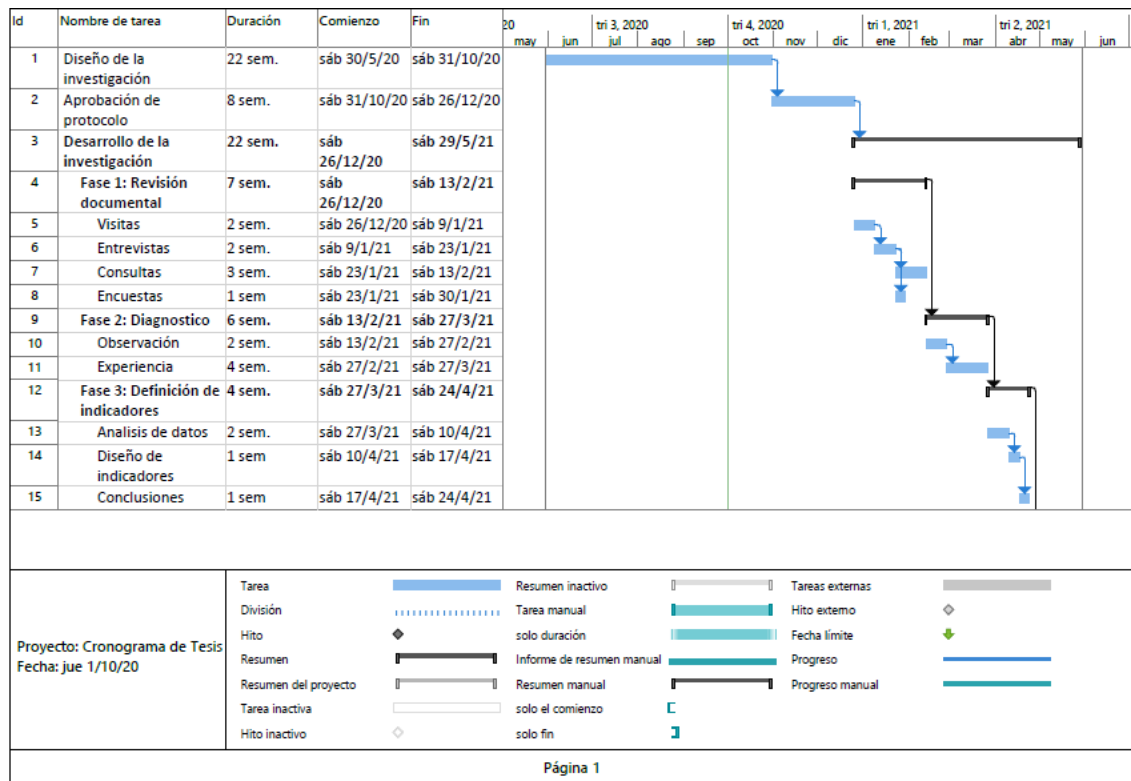 Id Nombre de tarea Duración Comienzo Fin
20 tri 3, 2020 tri 4, 2020 tri 1, 2021 tri 2, 2021
may jun jul ago sep oct nov dic ene feb mar abr may jun
1 Diseño de la 22 sem. sáb 30/5/20 sáb 31/10/20
investigación
2 Aprobación de 8 sem. sáb 31/10/20 sáb 26/12/20
protocolo
3 Desarrollo de la 22 sem. sáb sáb 29/5/21
investigación 26/12/20
4 Fase 1: Revisión 7 sem. sáb sáb 13/2/21
documental 26/12/20
5 Visitas 2 sem. sáb 26/12/20 sáb 9/1/21
6 Entrevistas 2 sem. sáb 9/1/21 sáb 23/1/21
7 Consultas 3 sem. sáb 23/1/21 sáb 13/2/21
8 Encuestas 1 sem sáb 23/1/21 sáb 30/1/21
9 Fase 2: Diagnostico 6 sem. sáb 13/2/21 sáb 27/3/21
10 Observación 2 sem. sáb 13/2/21 sáb 27/2/21
11 Experiencia 4 sem. sáb 27/2/21 sáb 27/3/21
12 Fase 3: Definición de 4 sem. sáb 27/3/21 sáb 24/4/21
indicadores
13 Analisis de datos 2 sem. sáb 27/3/21 sáb 10/4/21
14 Diseño de 1 sem sáb 10/4/21 sáb 17/4/21
indicadores
15 Conclusiones 1 sem sáb 17/4/21 sáb 24/4/21
Proyecto: Cronograma de Tesis
Fecha: jue 1/10/20
Tarea
División
Hito
Resumen
Resumen del proyecto
Tarea inactiva
Hito inactivo
Resumen inactivo
Tarea manual
solo duración
Informe de resumen manual
Resumen manual
solo el comienzo
solo fin
Tareas externas
Hito externo
Fecha límite
Progreso
Progreso manual
Página 1